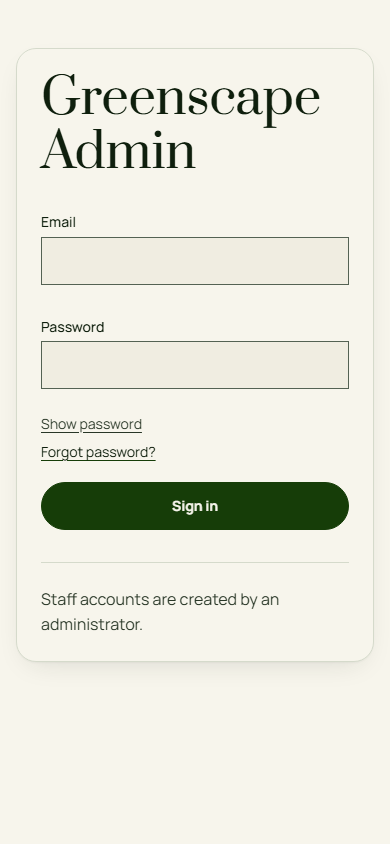 Greenscape
Admin
Email
Password
Show password
Forgot password?
Sign in
Staff accounts are created by an
administrator.